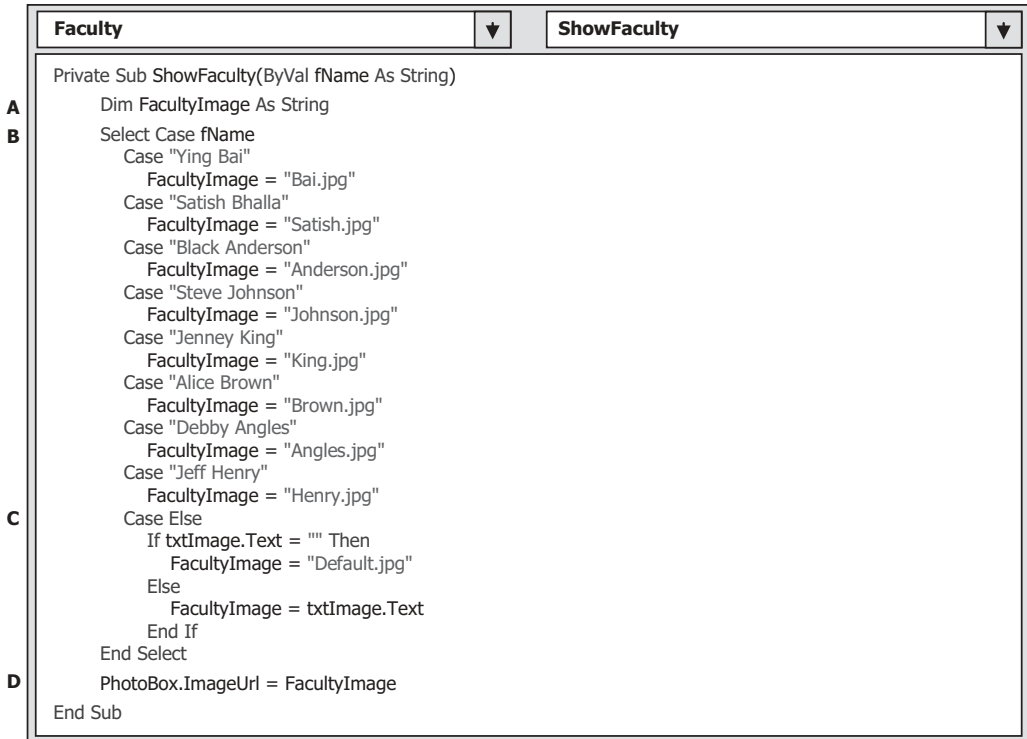 Faculty ShowFaculty
Private Sub ShowFaculty(ByVal fName As String)
A Dim FacultyImage As String
B Select Case fName
Case "Ying Bai"
FacultyImage = "Bai.jpg"
Case "Satish Bhalla"
FacultyImage = "Satish.jpg"
Case "Black Anderson"
FacultyImage = "Anderson.jpg"
Case "Steve Johnson"
FacultyImage = "Johnson.jpg"
Case "Jenney King"
FacultyImage = "King.jpg"
Case "Alice Brown"
FacultyImage = "Brown.jpg"
Case "Debby Angles"
FacultyImage = "Angles.jpg"
Case "Jeff Henry"
FacultyImage = "Henry.jpg"
C Case Else
If txtImage.Text = "" Then
FacultyImage = "Default.jpg"
Else
FacultyImage = txtImage.Text
End If
End Select
D PhotoBox.ImageUrl = FacultyImage
End Sub